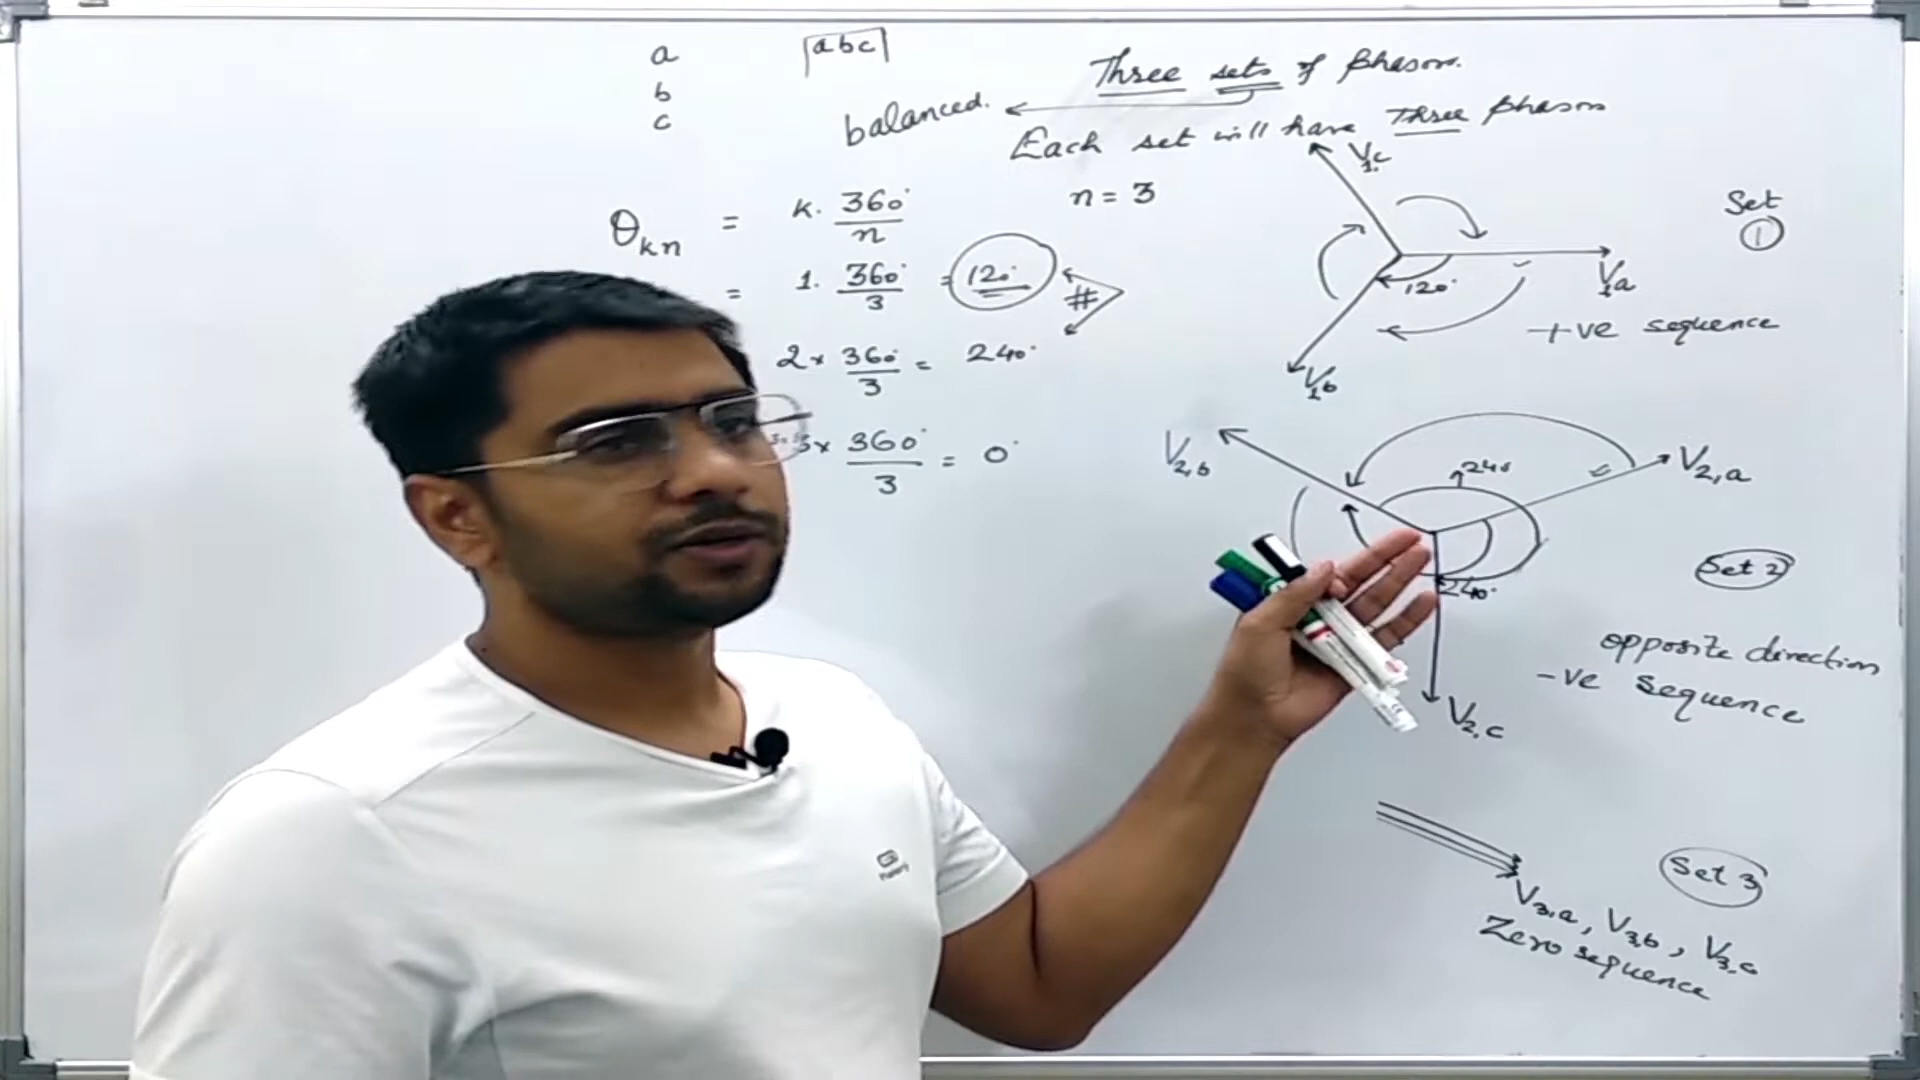 a
b
c
abc
Three sets of phasors.
balanced.
Each set will have Three phasors
n = 3
θkn = k. 360°/n
= 1. 360°/3 = 120°
#
2 x 360°/3 = 240°
3 x 360°/3 = 0°
V1c
V1a
V1b
120°
Set
1
+ve sequence
V2,b
V2,a
V2,c
240
240°
Set 2
opposite direction
-ve sequence
Set 3
V3,a, V3,b, V3,c
Zero sequence